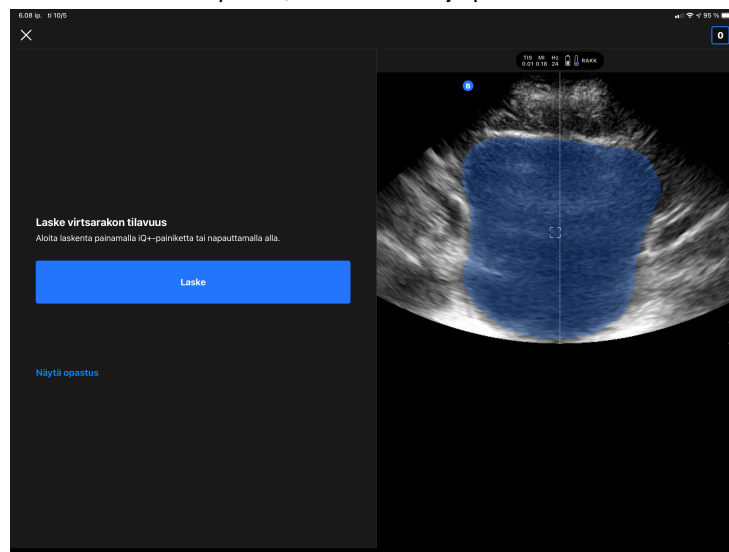 6.08 ip. ti 10/5
95 %
0
TIS MI Hz
0.01 0.18 24
RAKK
B
Laske virtsarakon tilavuus
Aloita laskenta painamalla iQ+-painiketta tai napauttamalla alla.
Laske
Näytä opastus